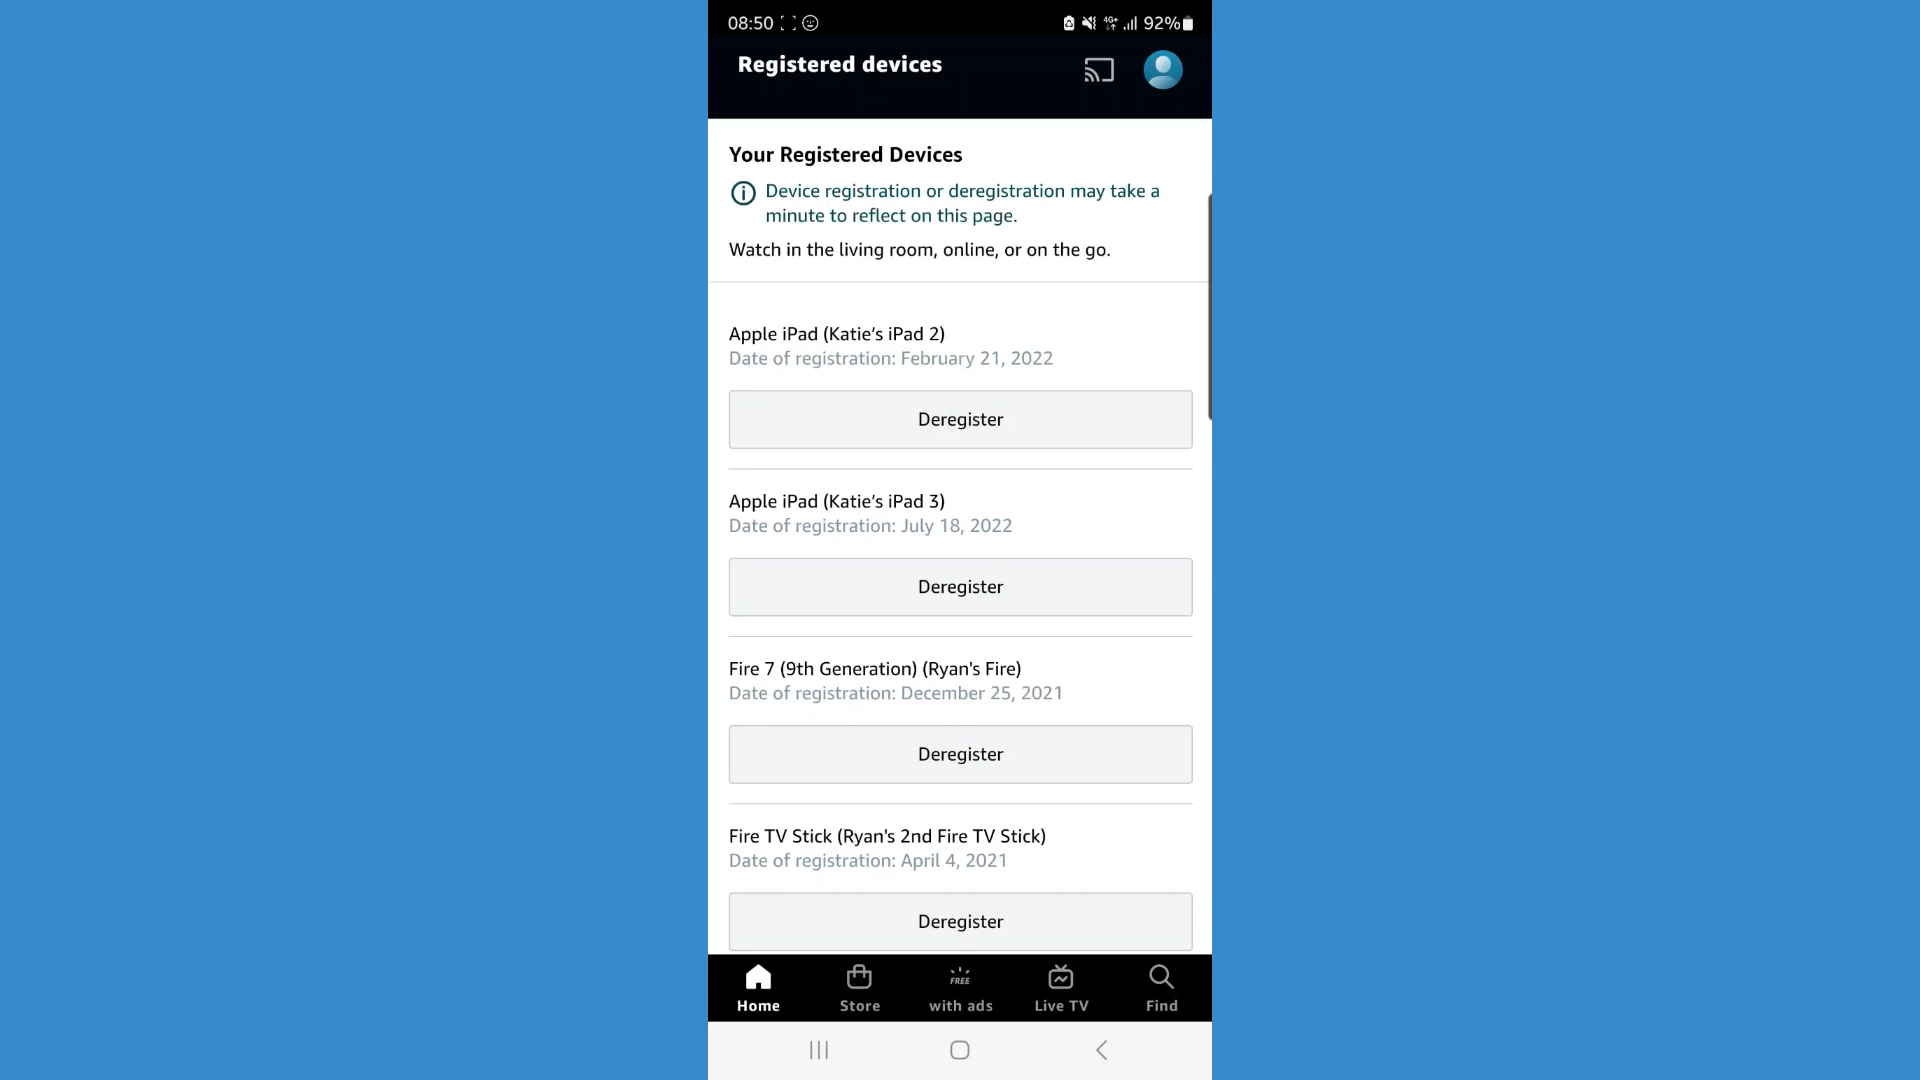 08:50 4G+ 92%
Registered devices
Your Registered Devices
Device registration or deregistration may take a
minute to reflect on this page.
Watch in the living room, online, or on the go.
Apple iPad (Katie’s iPad 2)
Date of registration: February 21, 2022
Deregister
Apple iPad (Katie’s iPad 3)
Date of registration: July 18, 2022
Deregister
Fire 7 (9th Generation) (Ryan's Fire)
Date of registration: December 25, 2021
Deregister
Fire TV Stick (Ryan's 2nd Fire TV Stick)
Date of registration: April 4, 2021
Deregister
FREE
Home Store with ads Live TV Find